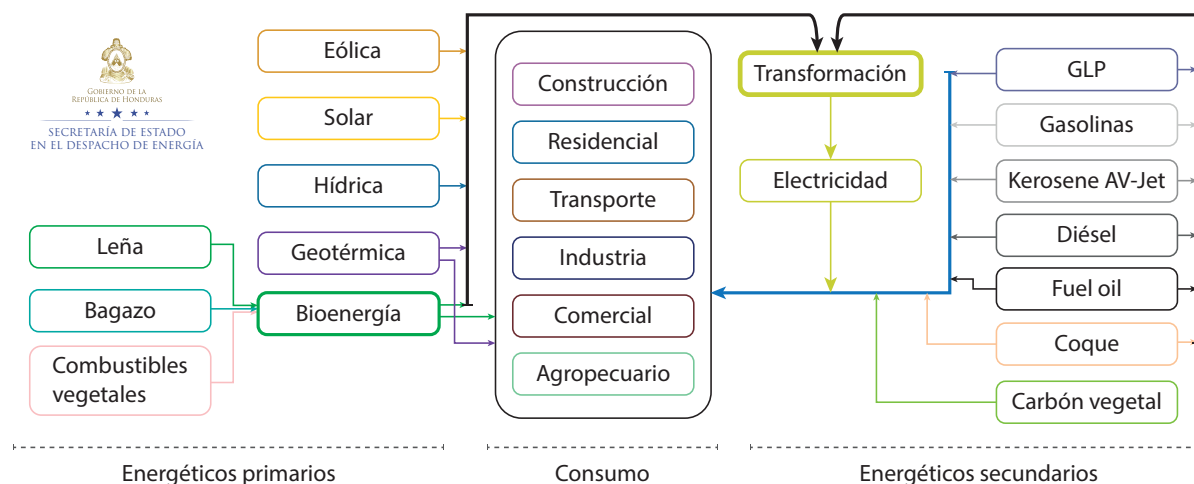 Gobierno de la
República de Honduras
SECRETARÍA DE ESTADO
EN EL DESPACHO DE ENERGÍA
Eólica
Solar
Hídrica
Geotérmica
Bioenergía
Leña
Bagazo
Combustibles
vegetales
Construcción
Residencial
Transporte
Industria
Comercial
Agropecuario
Transformación
Electricidad
GLP
Gasolinas
Kerosene AV-Jet
Diésel
Fuel oil
Coque
Carbón vegetal
Energéticos primarios
Consumo
Energéticos secundarios